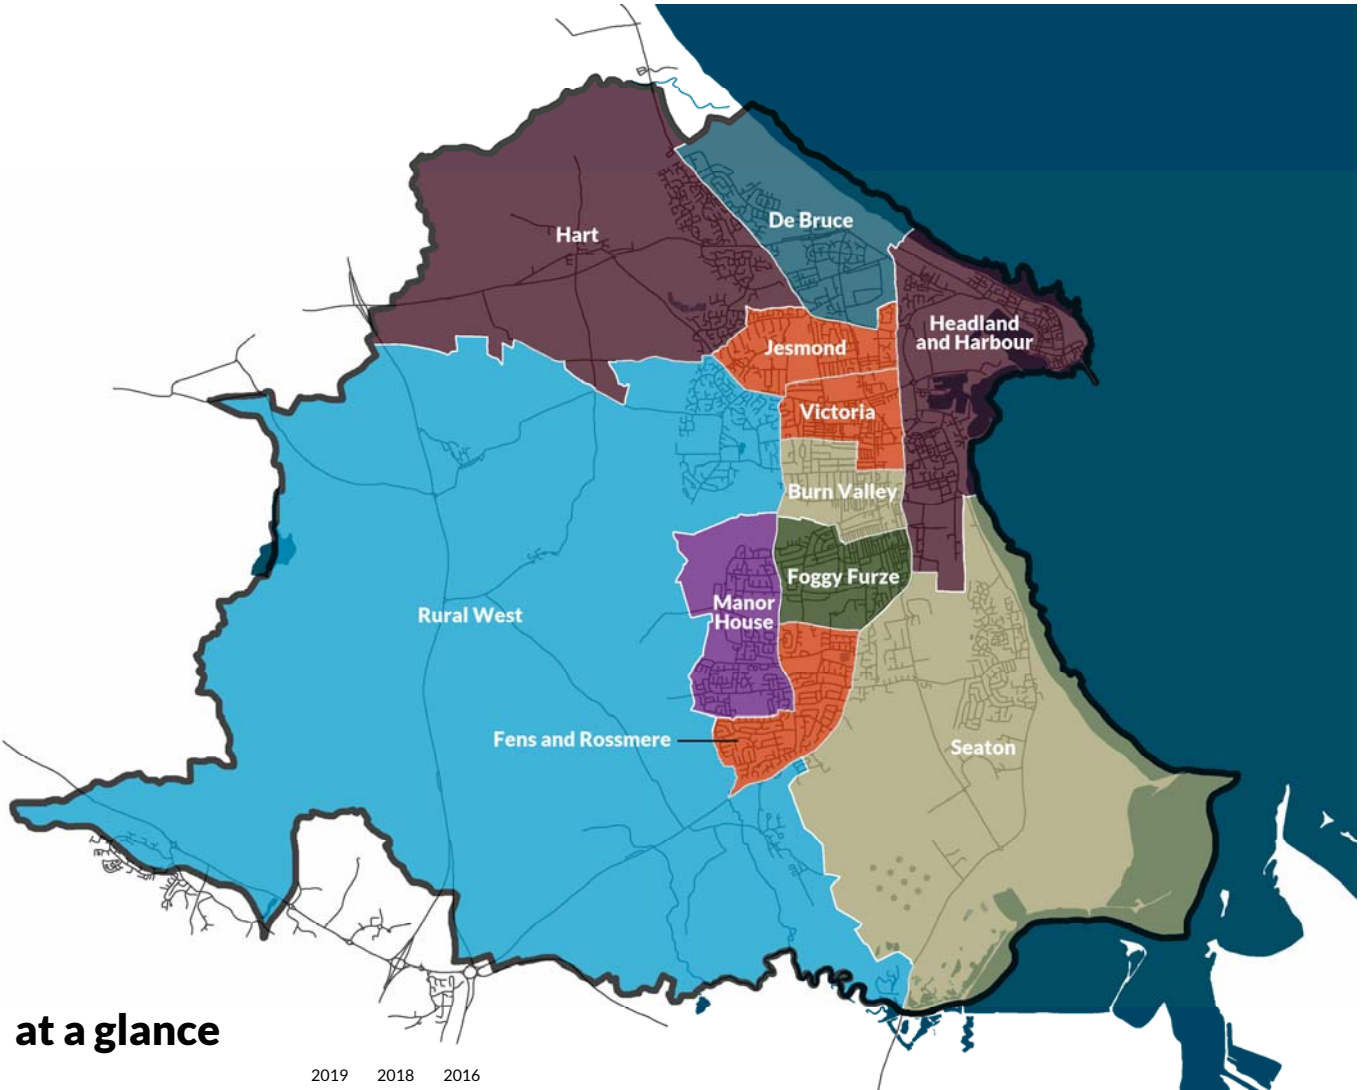 De Bruce
Hart
Headland
and Harbour
Jesmond
Victoria
Burn Valley
Foggy Furze
Manor
House
Rural West
Fens and Rossmere
Seaton
at a glance
2019 2018 2016